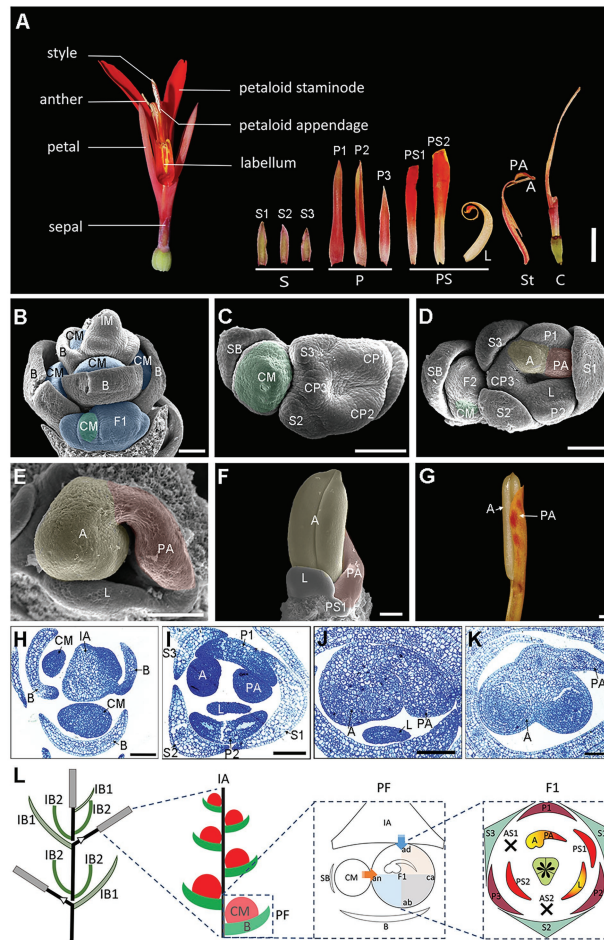 A
style
anther
petal
sepal
petaloid staminode
petaloid appendage
labellum
S1 S2 S3
S
P1 P2 P3
P
PS1 PS2 L
PS
PA
A
St
C
B
IM
CM
B
CM
CM
CM
B
B
B
CM F1
C
SB
CM
S3
CP1
CP3
S2
CP2
D
S3
P1
SB
A
PA
S1
F2
CP3
L
CM
S2
P2
E
A
PA
L
F
A
L
PA
PS1
G
A
PA
H
CM
IA
B
B
CM
B
I
P1
S3
A
PA
L
S2
P2
S1
J
A
PA
L
K
PA
A
L
IB2
IB1
IB2
IB1
IB2
IB2
IB1
IA
CM
B
PF
PF
IA
ad
SB
CM
an
F1
ca
ab
B
F1
P1
S3
AS1
A
PA
PS1
PS2
L
P3
AS2
P2
S2